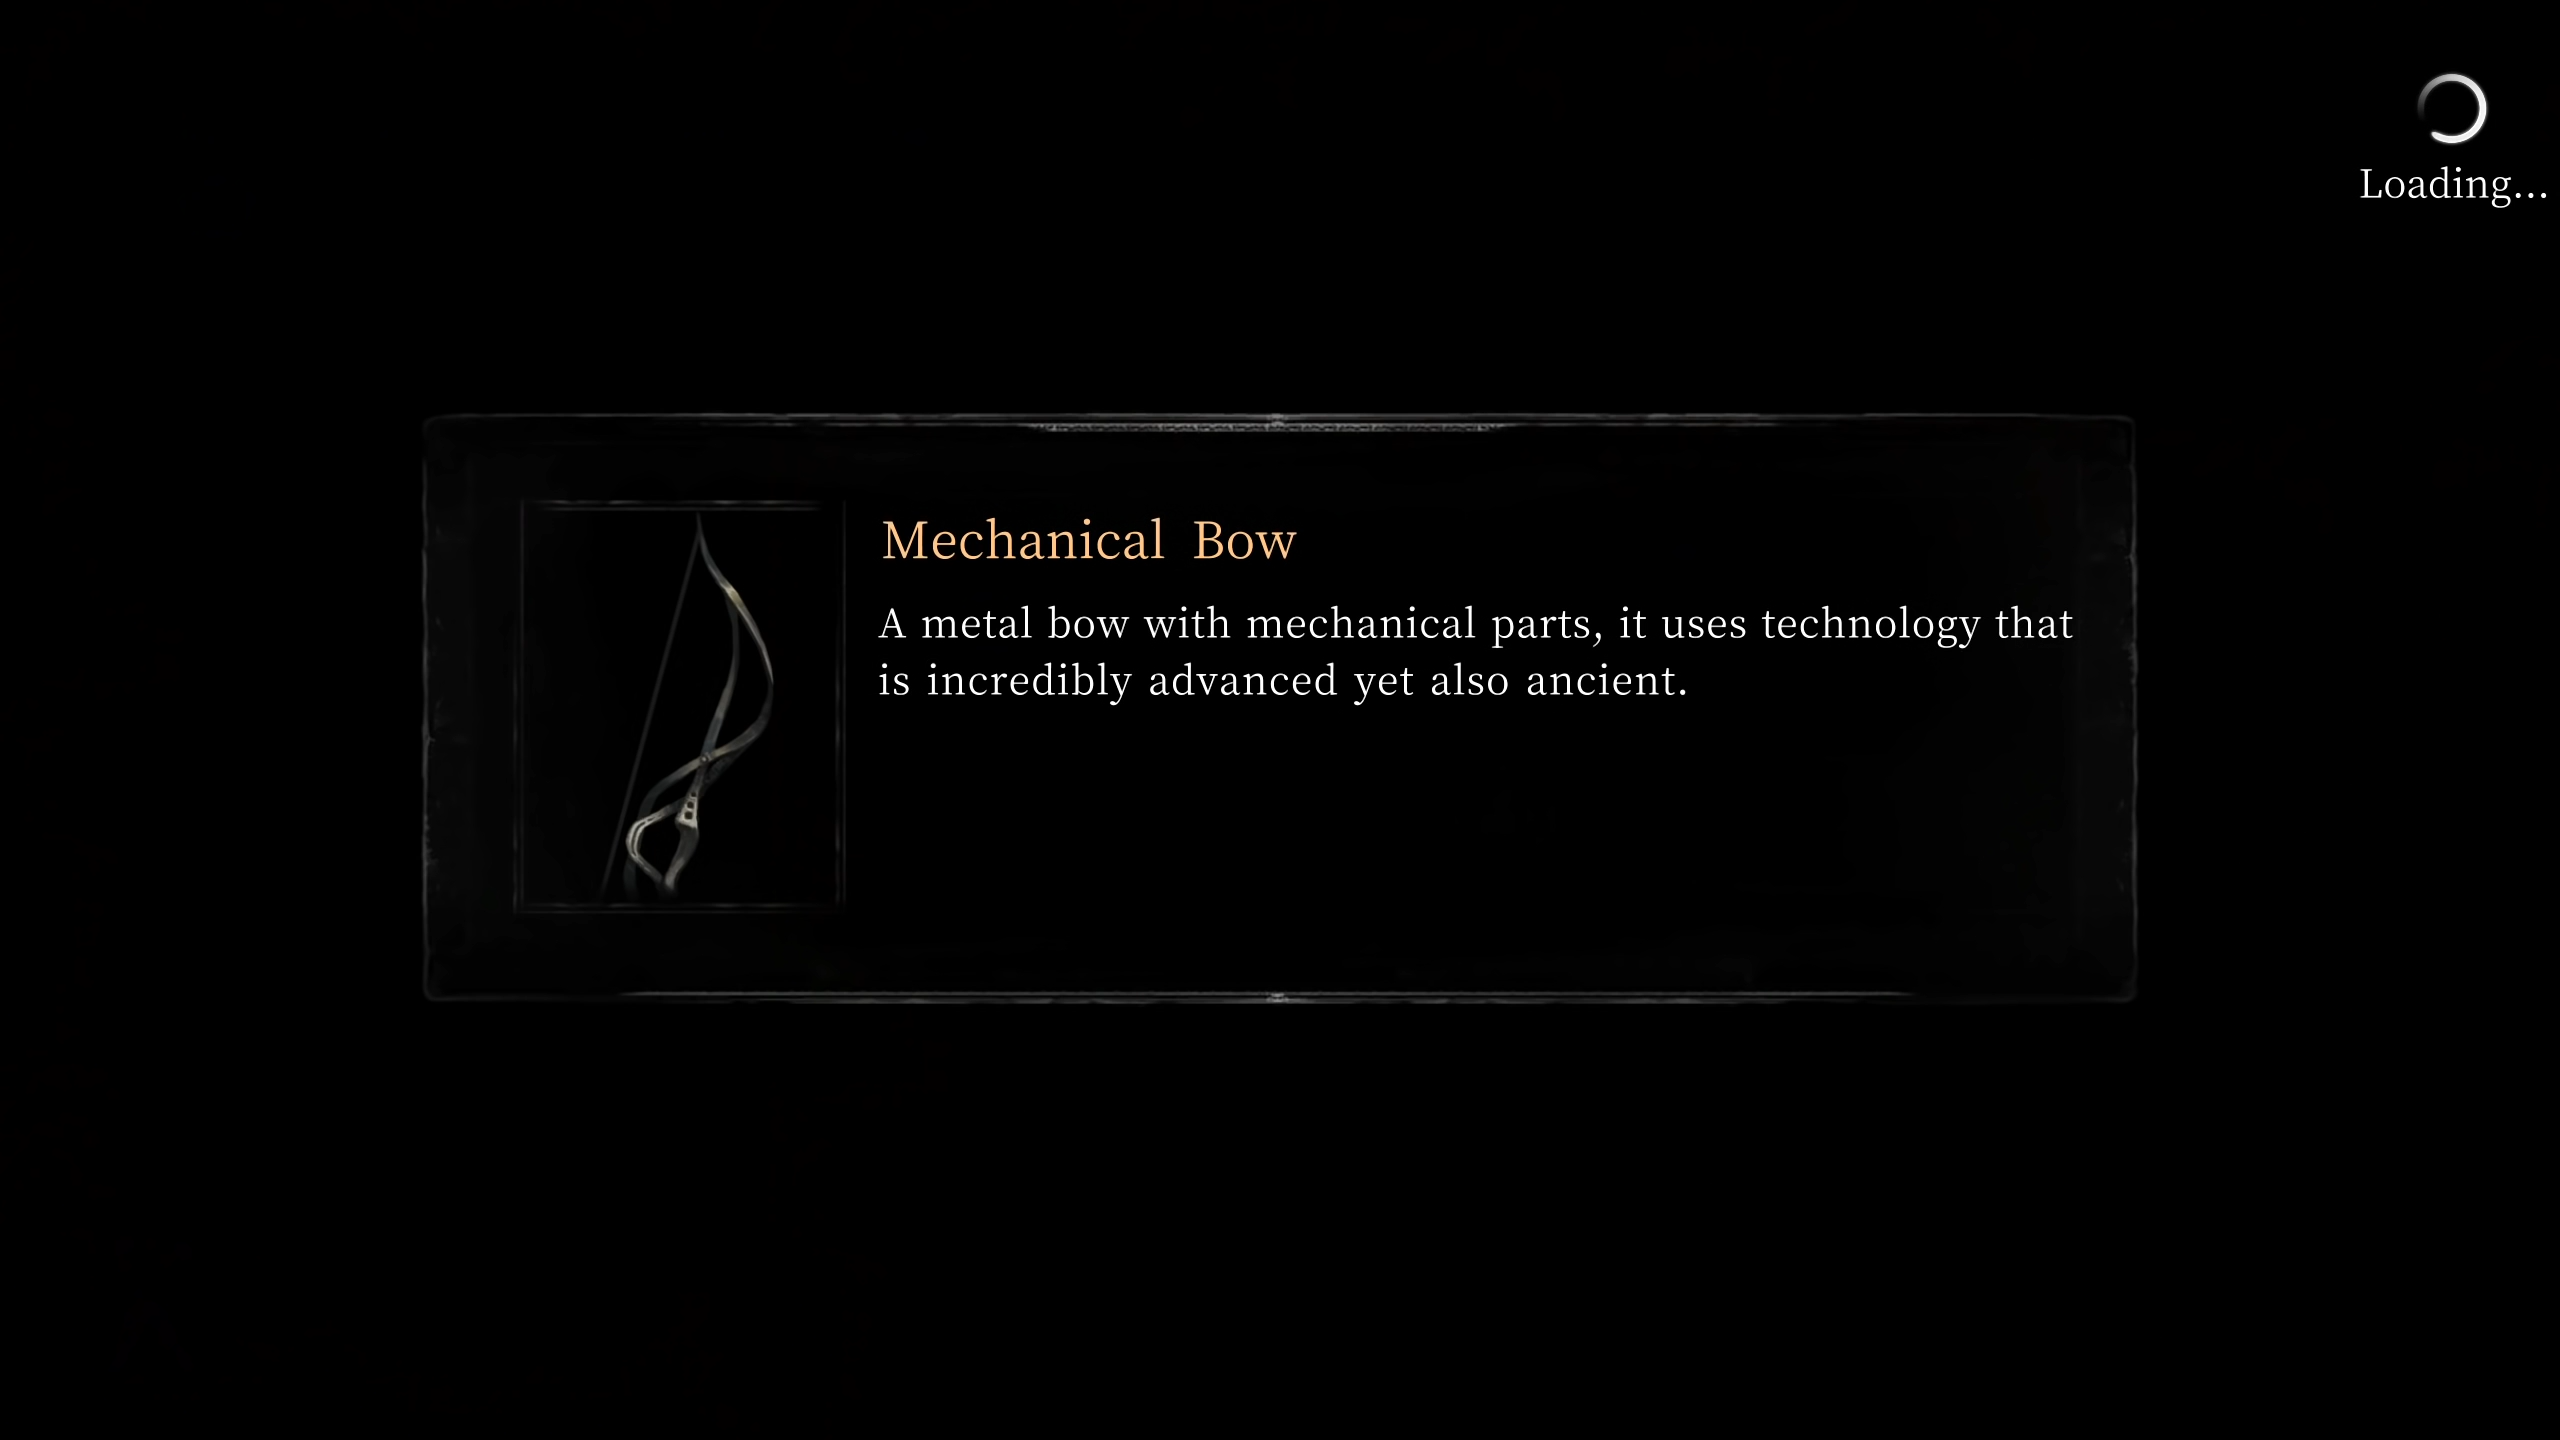 Loading...
Mechanical Bow
A metal bow with mechanical parts, it uses technology that
is incredibly advanced yet also ancient.